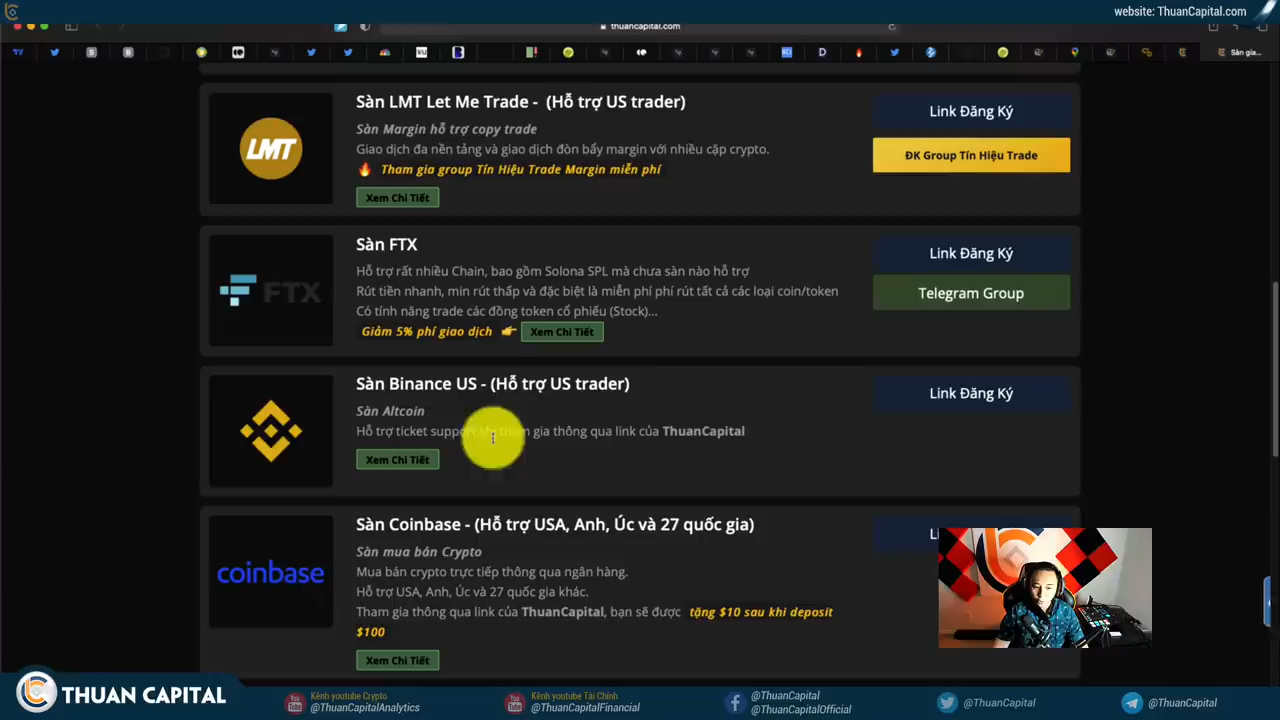 website: ThuanCapital.com
thuancapital.com
Sàn gia...
Sàn LMT Let Me Trade - (Hỗ trợ US trader)
Link Đăng Ký
LMT
Sàn Margin hỗ trợ copy trade
Giao dịch đa nền tảng và giao dịch đòn bẩy margin với nhiều cặp crypto.
ĐK Group Tín Hiệu Trade
Tham gia group Tín Hiệu Trade Margin miễn phí
Xem Chi Tiết
Sàn FTX
Link Đăng Ký
FTX
Hỗ trợ rất nhiều Chain, bao gồm Solona SPL mà chưa sàn nào hỗ trợ
Rút tiền nhanh, min rút thấp và đặc biệt là miễn phí phí rút tất cả các loại coin/token
Telegram Group
Có tính năng trade các đồng token cổ phiếu (Stock)...
Giảm 5% phí giao dịch
Xem Chi Tiết
Sàn Binance US - (Hỗ trợ US trader)
Link Đăng Ký
Sàn Altcoin
Hỗ trợ ticket support khi tham gia thông qua link của ThuanCapital
Xem Chi Tiết
Sàn Coinbase - (Hỗ trợ USA, Anh, Úc và 27 quốc gia)
coinbase
Sàn mua bán Crypto
Mua bán crypto trực tiếp thông qua ngân hàng.
Hỗ trợ USA, Anh, Úc và 27 quốc gia khác.
Tham gia thông qua link của ThuanCapital, bạn sẽ được tặng $10 sau khi deposit
$100
Xem Chi Tiết
THUAN CAPITAL
Kênh youtube Crypto
@ThuanCapitalAnalytics
Kênh youtube Tài Chính
@ThuanCapitalFinancial
@ThuanCapital
@ThuanCapitalOfficial
@ThuanCapital
@ThuanCapital